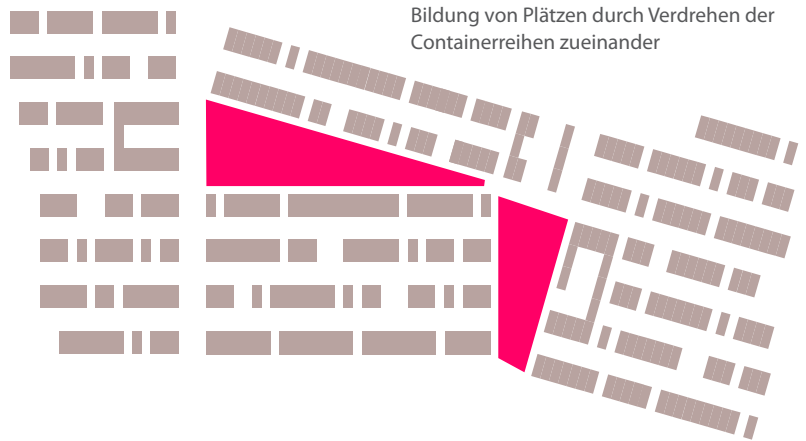 Bildung von Plätzen durch Verdrehen der
Containerreihen zueinander